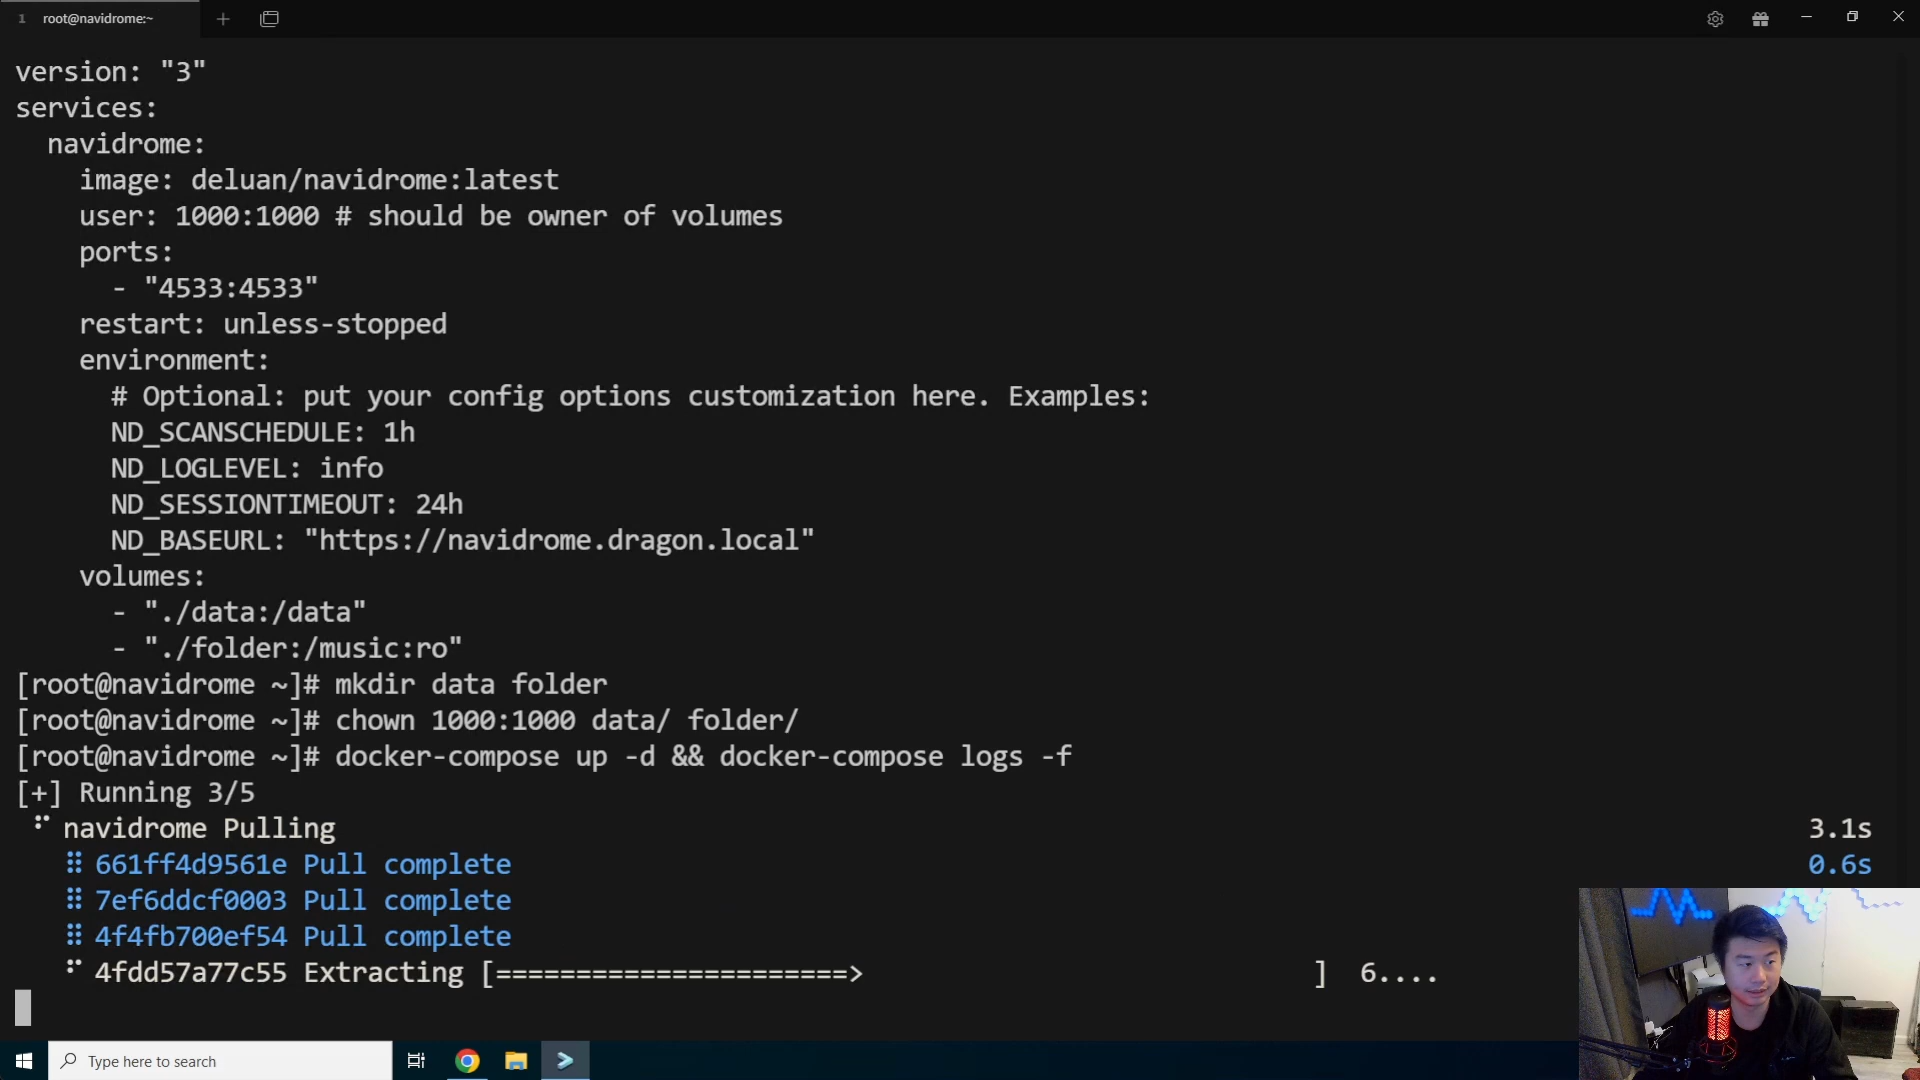 1 root@navidrome:~
version: "3"
services:
navidrome:
image: deluan/navidrome:latest
user: 1000:1000 # should be owner of volumes
ports:
- "4533:4533"
restart: unless-stopped
environment:
# Optional: put your config options customization here. Examples:
ND_SCANSCHEDULE: 1h
ND_LOGLEVEL: info
ND_SESSIONTIMEOUT: 24h
ND_BASEURL: "https://navidrome.dragon.local"
volumes:
- "./data:/data"
- "./folder:/music:ro"
[root@navidrome ~]# mkdir data folder
[root@navidrome ~]# chown 1000:1000 data/ folder/
[root@navidrome ~]# docker-compose up -d && docker-compose logs -f
[+] Running 3/5
⠋ navidrome Pulling 3.1s
⠿ 661ff4d9561e Pull complete 0.6s
⠿ 7ef6ddcf0003 Pull complete
⠿ 4f4fb700ef54 Pull complete
⠋ 4fdd57a77c55 Extracting [======================> ] 6....
Type here to search